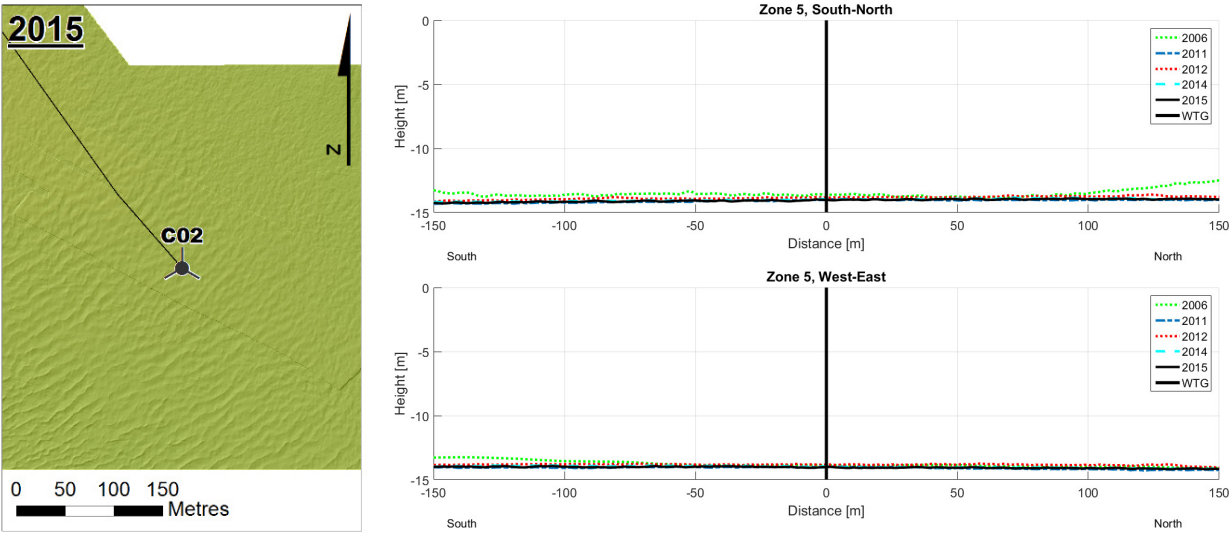 2015
Z
C02
0 50 100 150
Metres
Zone 5, South-North
Height [m]
0
-5
-10
-15
-150 -100 -50 0 50 100 150
Distance [m]
South North
2006
2011
2012
2014
2015
WTG
Zone 5, West-East
Height [m]
0
-5
-10
-15
-150 -100 -50 0 50 100 150
Distance [m]
South North
2006
2011
2012
2014
2015
WTG